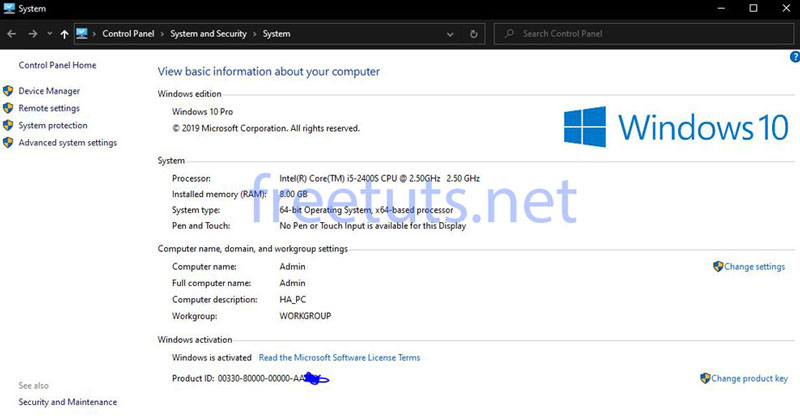 System
Control Panel > System and Security > System
Search Control Panel
?
Control Panel Home
Device Manager
Remote settings
System protection
Advanced system settings
See also
Security and Maintenance
View basic information about your computer
Windows edition
Windows 10 Pro
© 2019 Microsoft Corporation. All rights reserved.
Windows 10
System
Processor: Intel(R) Core(TM) i5-2400S CPU @ 2.50GHz 2.50 GHz
Installed memory (RAM): 8.00 GB
System type: 64-bit Operating System, x64-based processor
Pen and Touch: No Pen or Touch Input is available for this Display
freetuts.net
Computer name, domain, and workgroup settings
Computer name: Admin
Change settings
Full computer name: Admin
Computer description: HA_PC
Workgroup: WORKGROUP
Windows activation
Windows is activated Read the Microsoft Software License Terms
Product ID: 00330-80000-00000-AA
Change product key